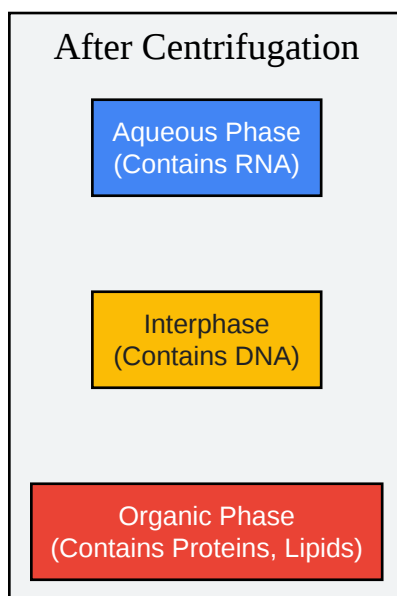 After Centrifugation
Aqueous Phase
(Contains RNA)
Interphase
(Contains DNA)
Organic Phase
(Contains Proteins, Lipids)